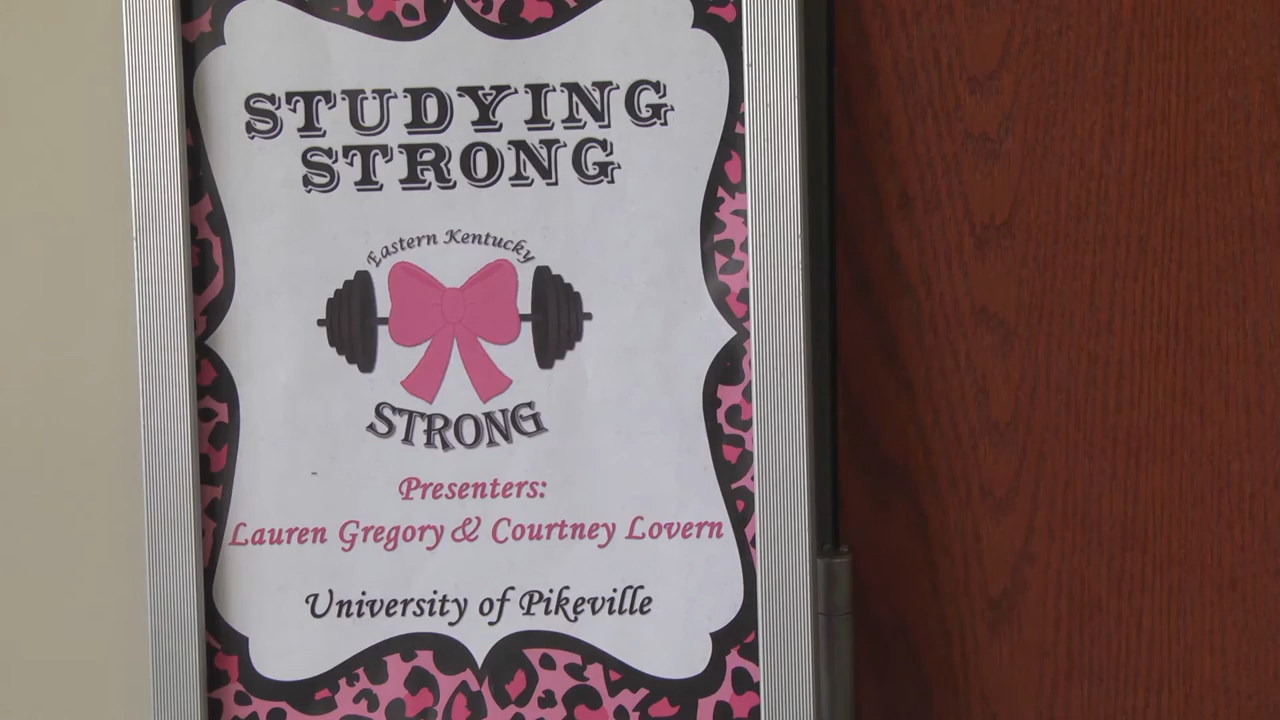 STUDYING
STRONG
Eastern Kentucky
STRONG
Presenters:
Lauren Gregory & Courtney Lovern
University of Pikeville